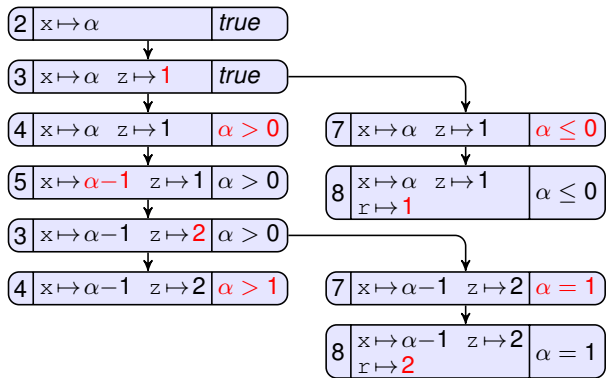 2 x ↦ α true
3 x ↦ α z ↦ 1 true
4 x ↦ α z ↦ 1 α > 0
7 x ↦ α z ↦ 1 α ≤ 0
5 x ↦ α−1 z ↦ 1 α > 0
8 x ↦ α z ↦ 1 α ≤ 0
r ↦ 1
3 x ↦ α−1 z ↦ 2 α > 0
4 x ↦ α−1 z ↦ 2 α > 1
7 x ↦ α−1 z ↦ 2 α = 1
8 x ↦ α−1 z ↦ 2 α = 1
r ↦ 2